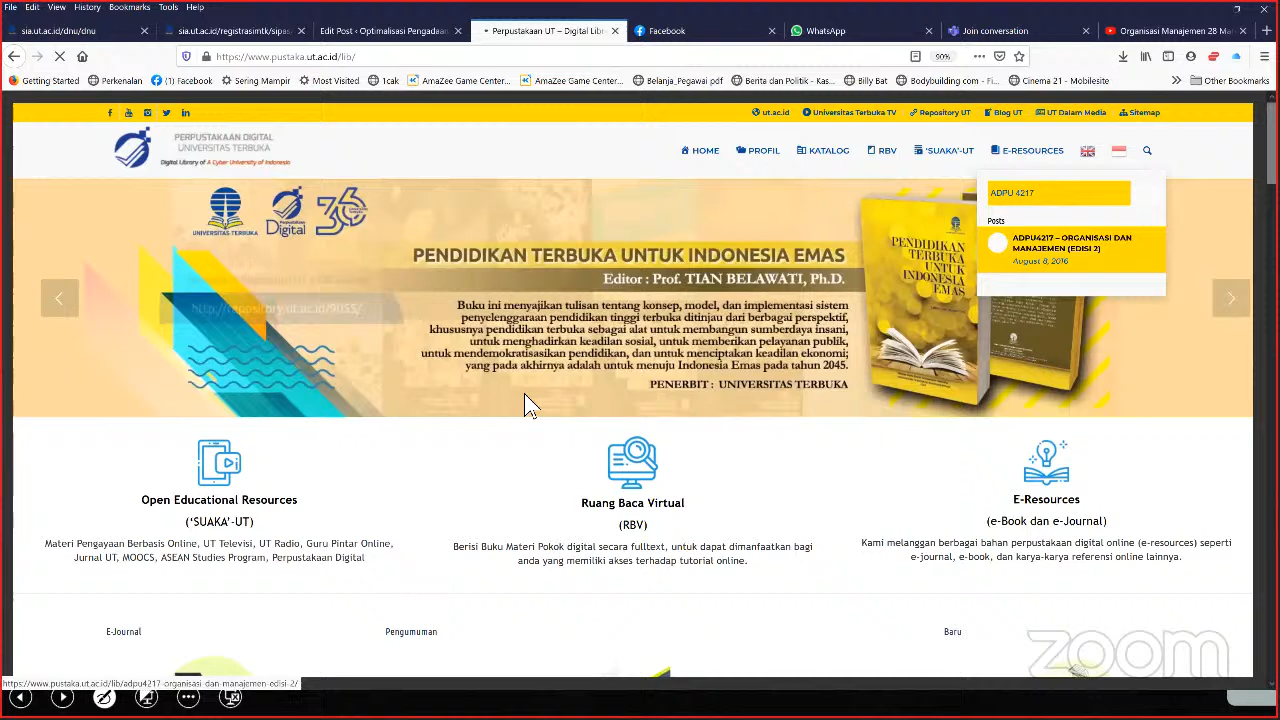 File Edit View History Bookmarks Tools Help
sia.ut.ac.id/dnu/dnu
sia.ut.ac.id/registrasimtk/sipas
Edit Post ‹ Optimalisasi Pengadaan
Perpustakaan UT – Digital Libr
Facebook
WhatsApp
Join conversation
Organisasi Manajemen 28 Ma
https://www.pustaka.ut.ac.id/lib/
90%
Getting Started
Perkenalan
(1) Facebook
Sering Mampir
Most Visited
1cak
AmaZee Game Center...
AmaZee Game Center...
Belanja_Pegawai pof
Berita dan Politik - Kas...
Billy Bat
Bodybuilding.com - Fi...
Cinema 21 - Mobilesite
Other Bookmarks
ut.ac.id
Universitas Terbuka TV
Repository UT
Blog UT
UT Dalam Media
Sitemap
PERPUSTAKAAN DIGITAL
UNIVERSITAS TERBUKA
Digital Library of A Cyber University of Indonesia
HOME
PROFIL
KATALOG
RBV
'SUAKA'-UT
E-RESOURCES
ADPU 4217
Posts
ADPU4217 – ORGANISASI DAN
MANAJEMEN (EDISI 2)
August 8, 2016
UNIVERSITAS TERBUKA
Perpustakaan
Digital
36
PENDIDIKAN TERBUKA UNTUK INDONESIA EMAS
Editor : Prof. TIAN BELAWATI, Ph.D.
http://repository.ut.ac.id/9055/
Buku ini menyajikan tulisan tentang konsep, model, dan implementasi sistem
penyelenggaraan pendidikan tinggi terbuka ditinjau dari berbagai perspektif,
khususnya pendidikan terbuka sebagai alat untuk membangun sumberdaya insani,
untuk menghadirkan keadilan sosial, untuk memberikan pelayanan publik,
untuk mendemokratisasikan pendidikan, dan untuk menciptakan keadilan ekonomi;
yang pada akhirnya adalah untuk menuju Indonesia Emas pada tahun 2045.
PENERBIT : UNIVERSITAS TERBUKA
PENDIDIKAN
TERBUKA
UNTUK
INDONESIA
EMAS
Open Educational Resources
('SUAKA'-UT)
Materi Pengayaan Berbasis Online, UT Televisi, UT Radio, Guru Pintar Online,
Jurnal UT, MOOCS, ASEAN Studies Program, Perpustakaan Digital
Ruang Baca Virtual
(RBV)
Berisi Buku Materi Pokok digital secara fulltext, untuk dapat dimanfaatkan bagi
anda yang memiliki akses terhadap tutorial online.
E-Resources
(e-Book dan e-Journal)
Kami melanggan berbagai bahan perpustakaan digital online (e-resources) seperti
e-journal, e-book, dan karya-karya referensi online lainnya.
E-Journal
Pengumuman
Baru
zoom
https://www.pustaka.ut.ac.id/lib/adpu4217-organisasi-dan-manajemen-edisi-2/